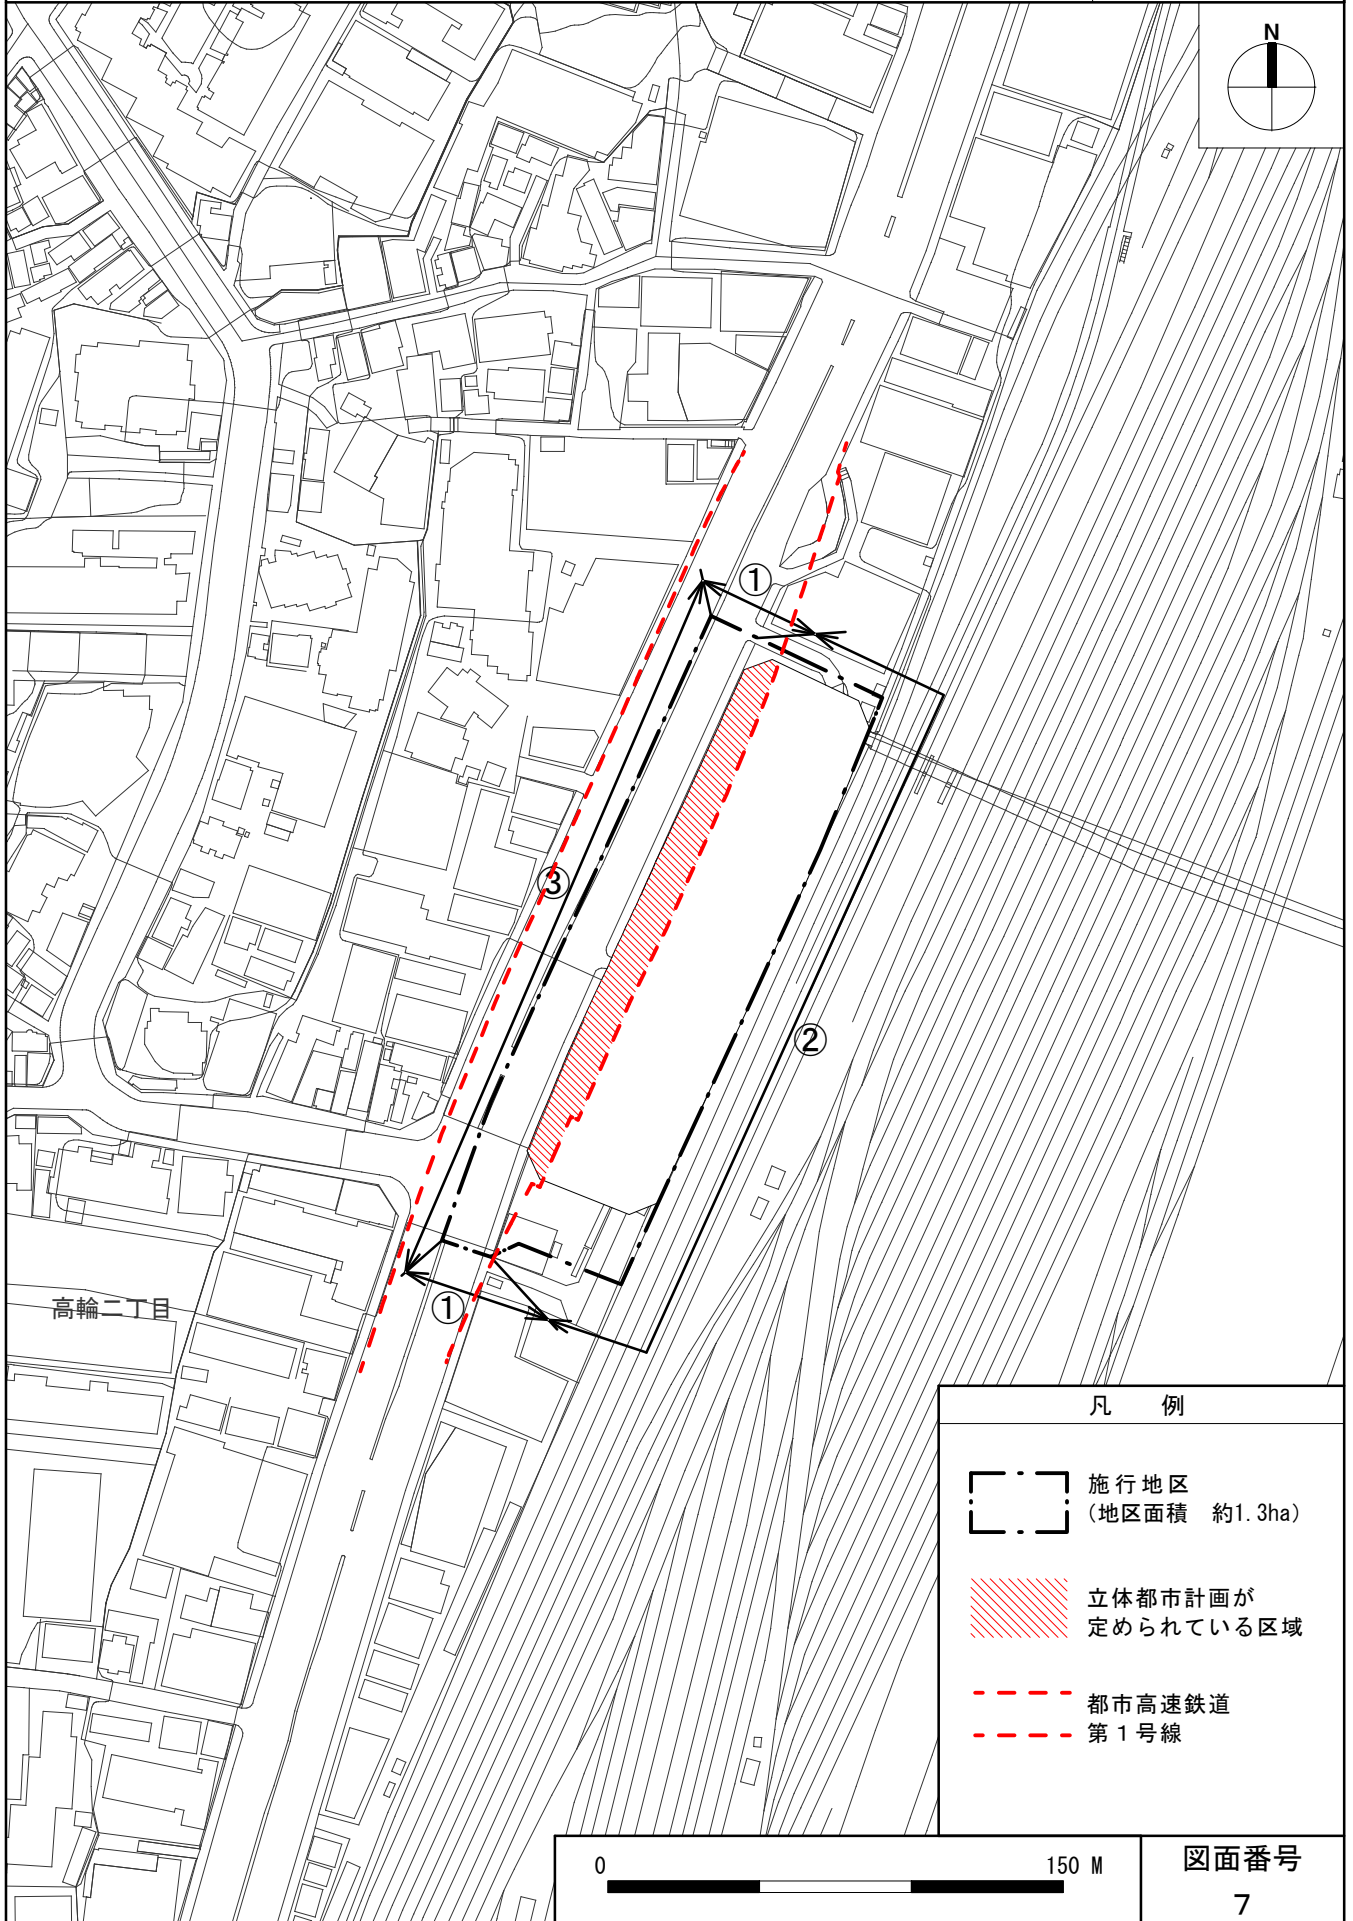 N
①
③
②
①
高輪二丁目
凡　例
施行地区
(地区面積　約1.3ha)
立体都市計画が
定められている区域
都市高速鉄道
第１号線
0 150 M
図面番号
7